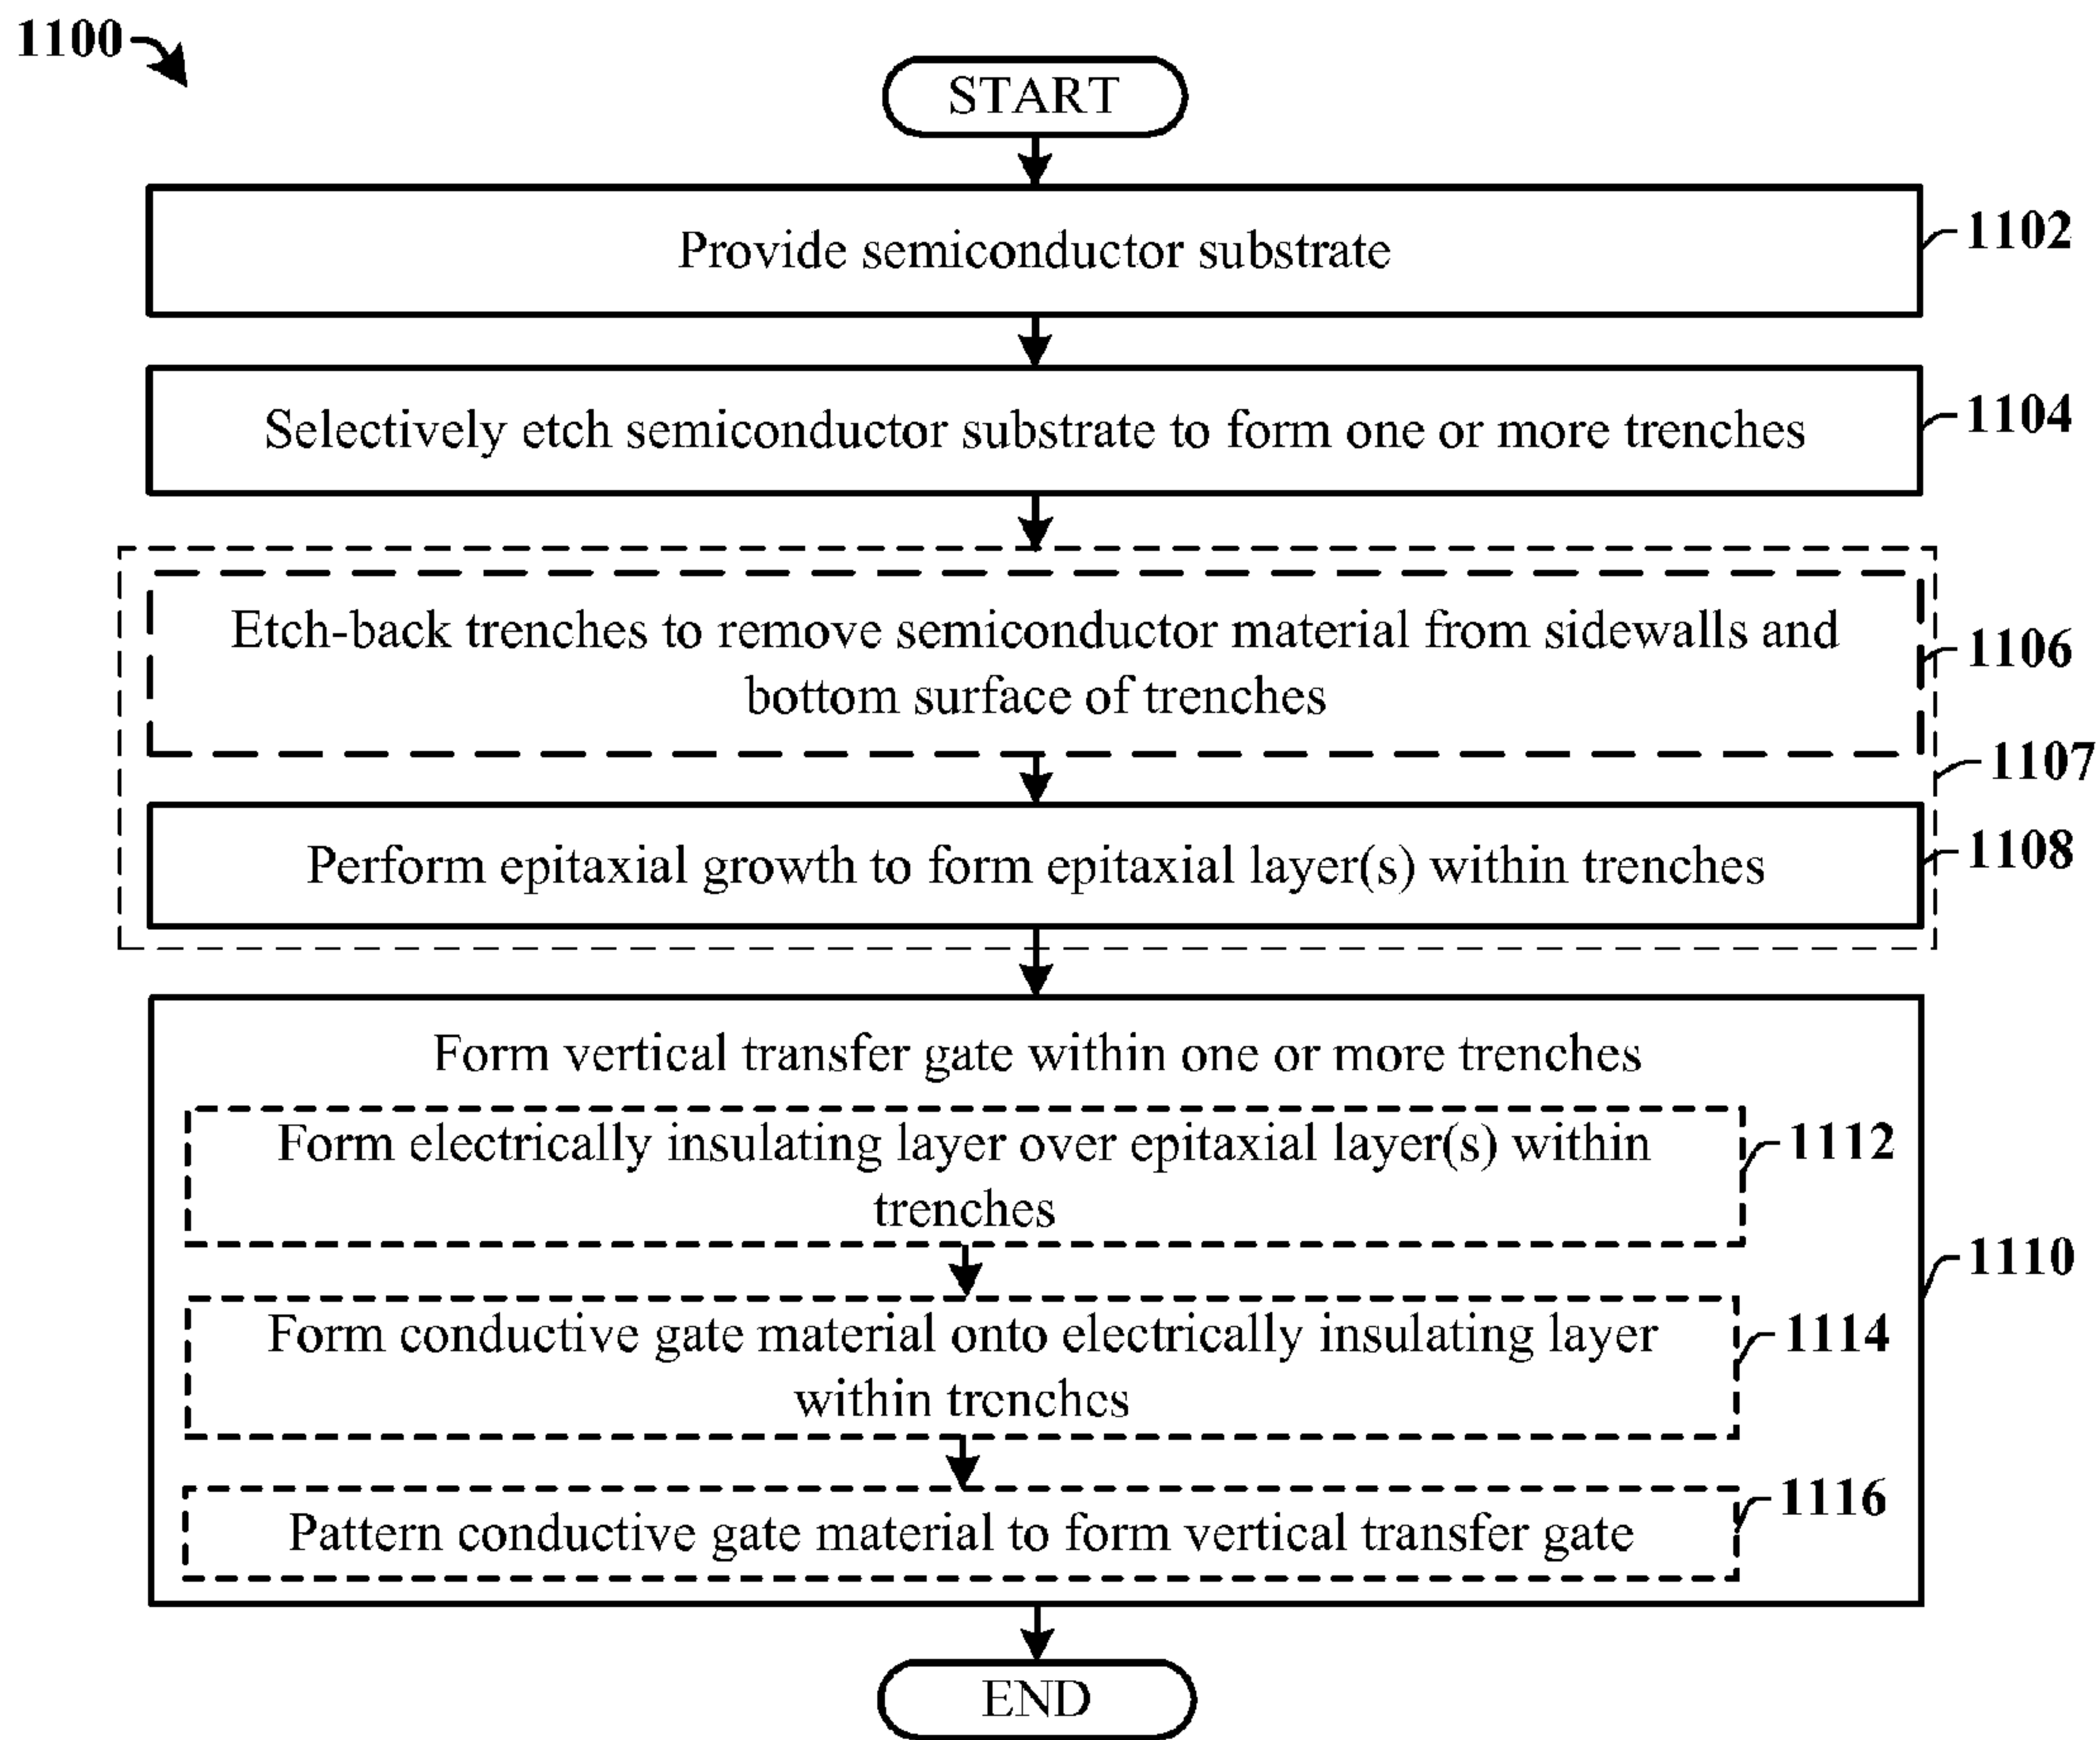 1100
START
Provide semiconductor substrate
1102
Selectively etch semiconductor substrate to form one or more trenches
1104
Etch-back trenches to remove semiconductor material from sidewalls and
bottom surface of trenches
1106
1107
Perform epitaxial growth to form epitaxial layer(s) within trenches
1108
Form vertical transfer gate within one or more trenches
Form electrically insulating layer over epitaxial layer(s) within
trenches
1112
1110
Form conductive gate material onto electrically insulating layer
within trenches
1114
Pattern conductive gate material to form vertical transfer gate
1116
END